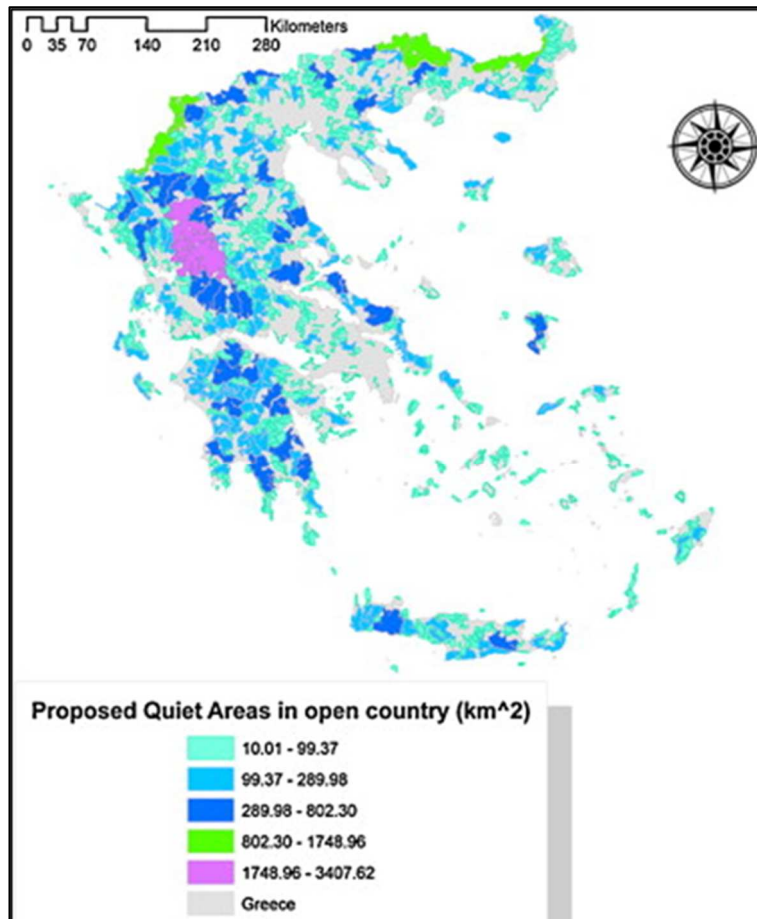 Kilometers
0 35 70 140 210 280
Proposed Quiet Areas in open country (km^2)
10.01 - 99.37
99.37 - 289.98
289.98 - 802.30
802.30 - 1748.96
1748.96 - 3407.62
Greece